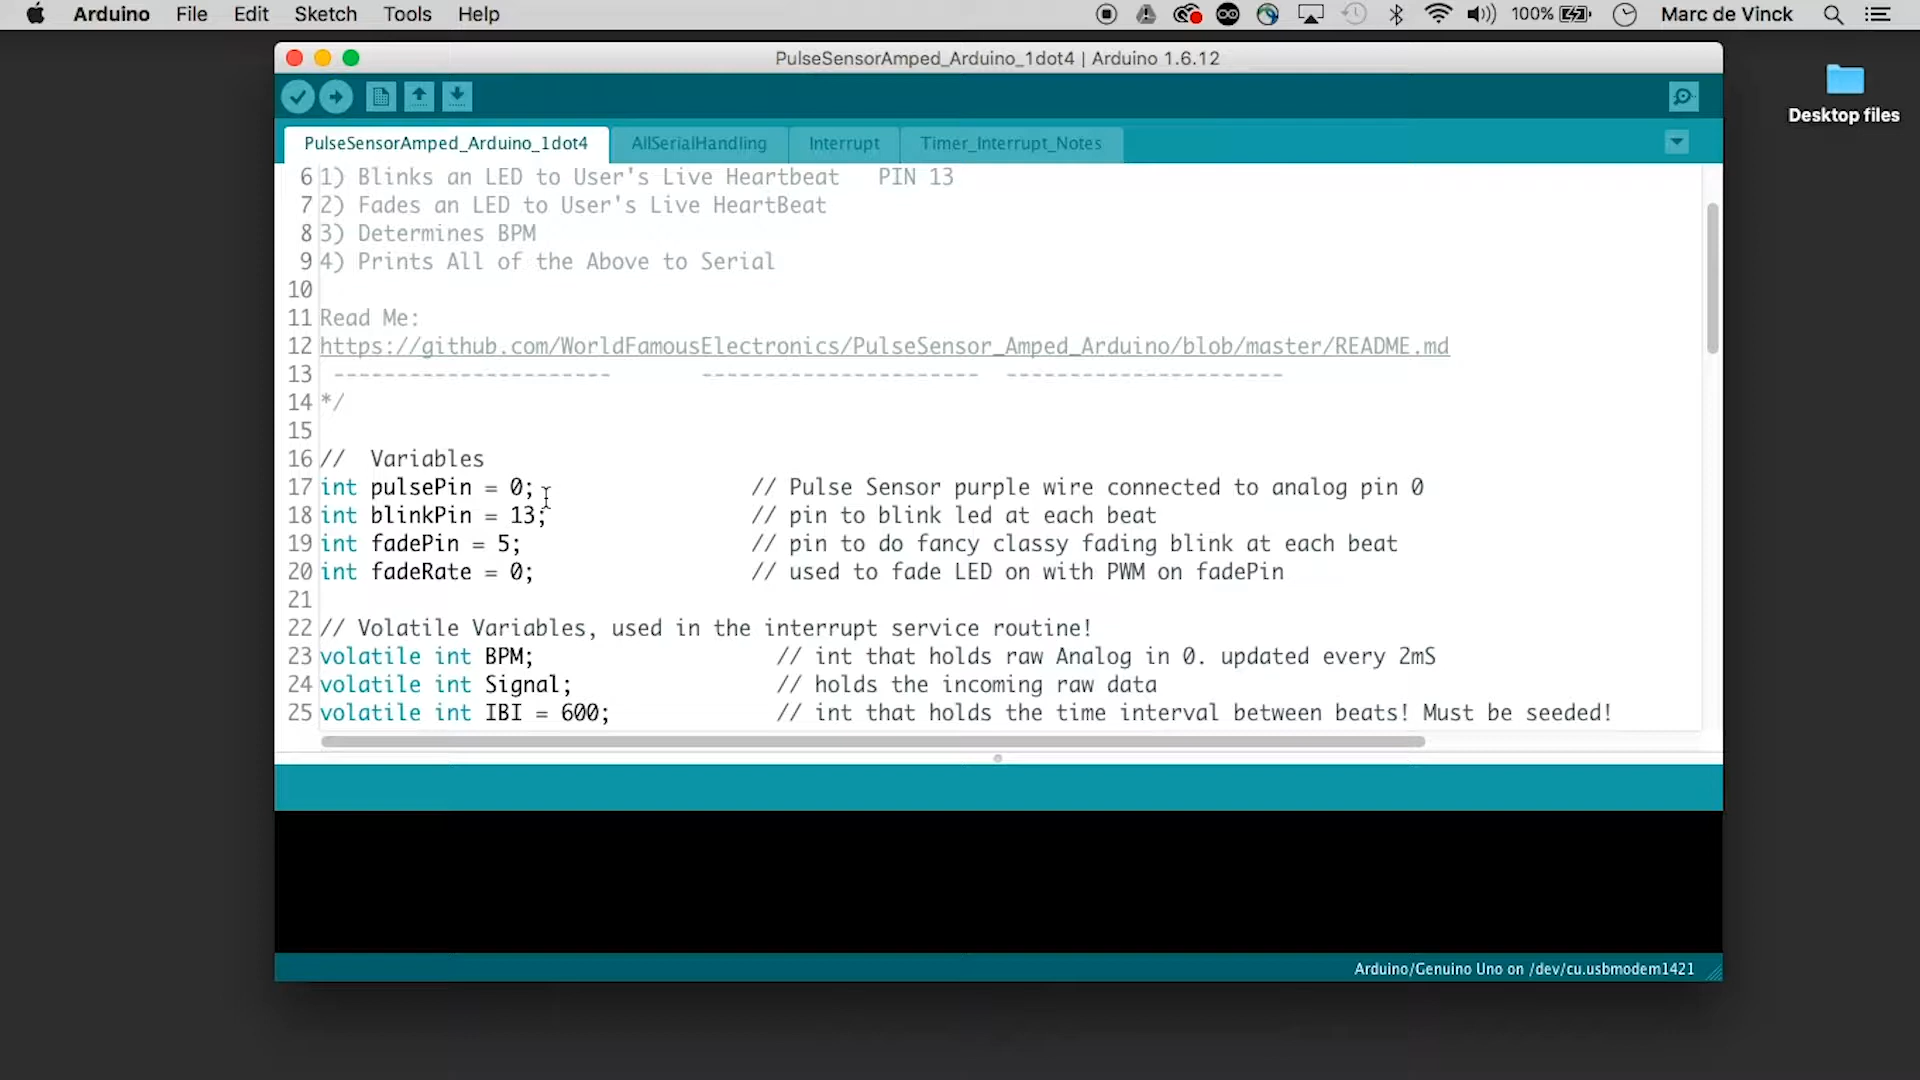 Arduino File Edit Sketch Tools Help 100% Marc de Vinck
PulseSensorAmped_Arduino_1dot4 | Arduino 1.6.12
Desktop files
PulseSensorAmped_Arduino_1dot4 AllSerialHandling Interrupt Timer_Interrupt_Notes
6 1) Blinks an LED to User's Live Heartbeat PIN 13
7 2) Fades an LED to User's Live HeartBeat
8 3) Determines BPM
9 4) Prints All of the Above to Serial
10
11 Read Me:
12 https://github.com/WorldFamousElectronics/PulseSensor_Amped_Arduino/blob/master/README.md
13 ---------------------- ---------------------- ----------------------
14 */
15
16 // Variables
17 int pulsePin = 0; // Pulse Sensor purple wire connected to analog pin 0
18 int blinkPin = 13; // pin to blink led at each beat
19 int fadePin = 5; // pin to do fancy classy fading blink at each beat
20 int fadeRate = 0; // used to fade LED on with PWM on fadePin
21
22 // Volatile Variables, used in the interrupt service routine!
23 volatile int BPM; // int that holds raw Analog in 0. updated every 2mS
24 volatile int Signal; // holds the incoming raw data
25 volatile int IBI = 600; // int that holds the time interval between beats! Must be seeded!
Arduino/Genuino Uno on /dev/cu.usbmodem1421